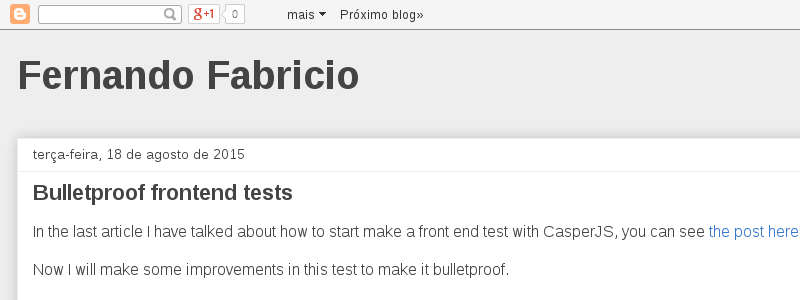 g+1 0 mais Próximo blog»
Fernando Fabricio
terça-feira, 18 de agosto de 2015
Bulletproof frontend tests
In the last article I have talked about how to start make a front end test with CasperJS, you can see the post here
Now I will make some improvements in this test to make it bulletproof.